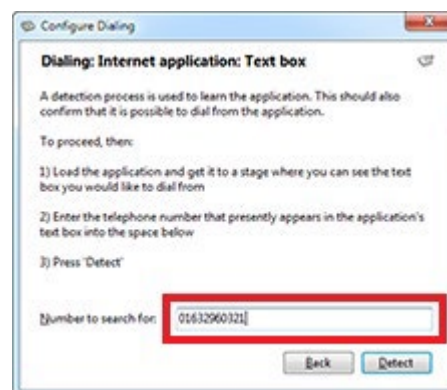 Configure Dialing
Dialing: Internet application: Text box
A detection process is used to learn the application. This should also
confirm that it is possible to dial from the application.
To proceed, then:
1) Load the application and get it to a stage where you can see the text
box you would like to dial from
2) Enter the telephone number that presently appears in the application's
text box into the space below
3) Press 'Detect'
Number to search for: 01632960321
Back Detect